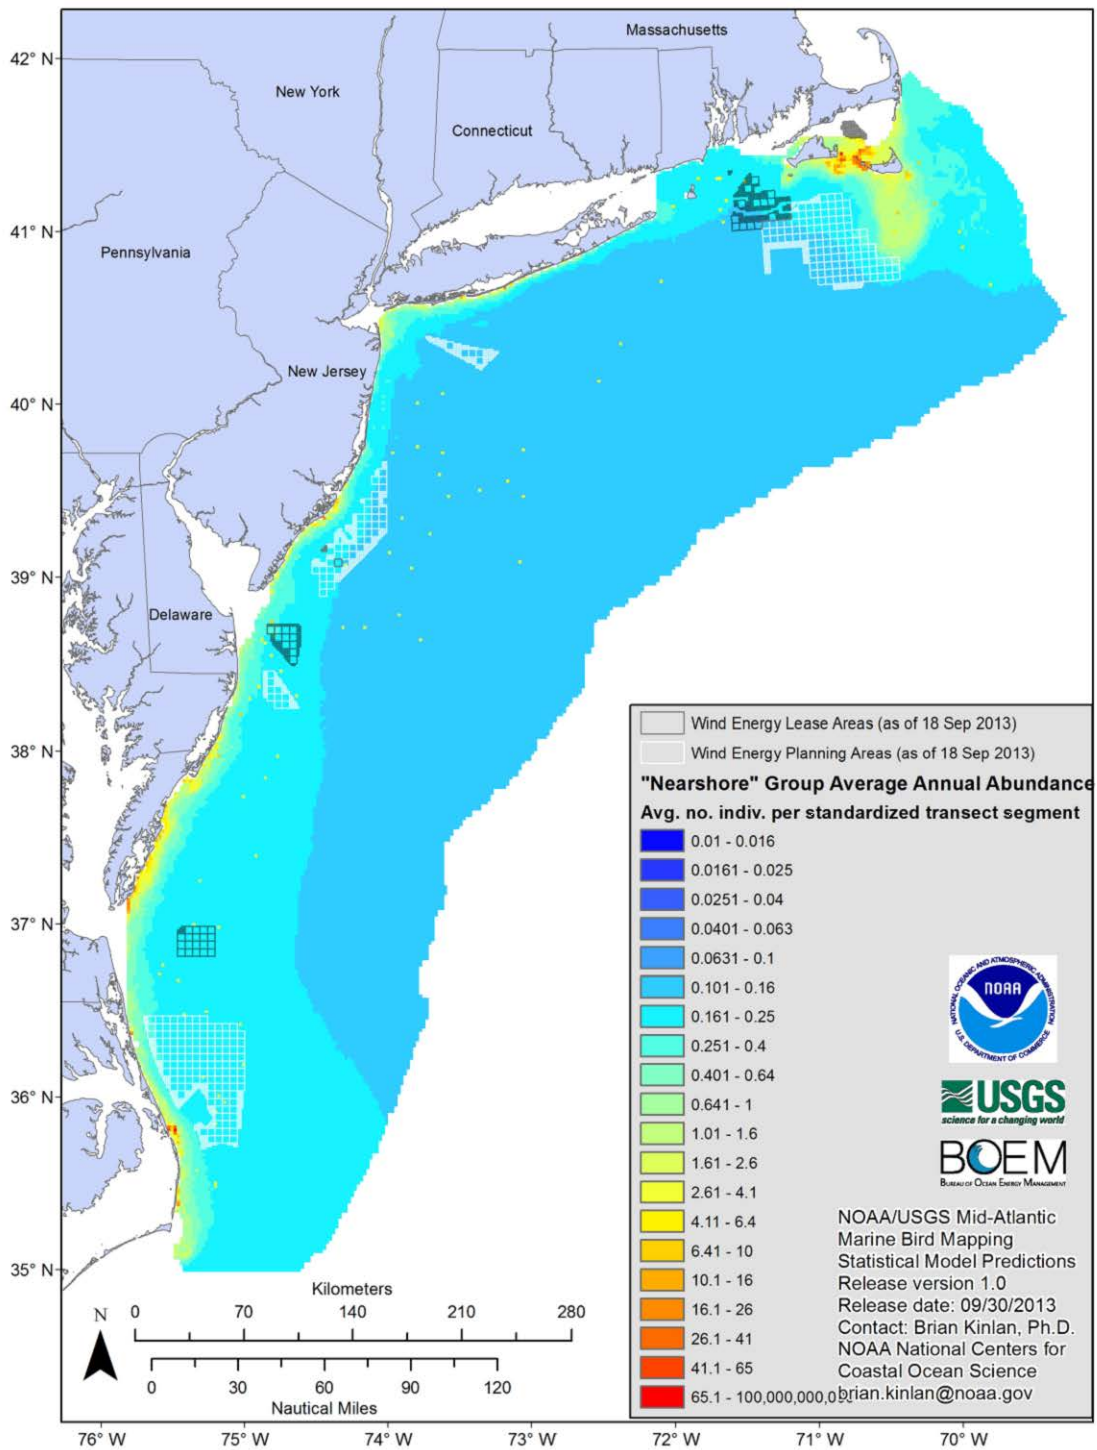 42° N
41° N
40° N
39° N
38° N
37° N
36° N
35° N
Massachusetts
New York
Connecticut
Pennsylvania
New Jersey
Delaware
Wind Energy Lease Areas (as of 18 Sep 2013)
Wind Energy Planning Areas (as of 18 Sep 2013)
"Nearshore" Group Average Annual Abundance
Avg. no. indiv. per standardized transect segment
0.01 - 0.016
0.0161 - 0.025
0.0251 - 0.04
0.0401 - 0.063
0.0631 - 0.1
0.101 - 0.16
0.161 - 0.25
0.251 - 0.4
0.401 - 0.64
0.641 - 1
1.01 - 1.6
1.61 - 2.6
2.61 - 4.1
4.11 - 6.4
6.41 - 10
10.1 - 16
16.1 - 26
26.1 - 41
41.1 - 65
65.1 - 100,000,000,0
NATIONAL OCEANIC AND ATMOSPHERIC ADMINISTRATION
NOAA
U.S. DEPARTMENT OF COMMERCE
USGS
science for a changing world
BOEM
BUREAU OF OCEAN ENERGY MANAGEMENT
NOAA/USGS Mid-Atlantic
Marine Bird Mapping
Statistical Model Predictions
Release version 1.0
Release date: 09/30/2013
Contact: Brian Kinlan, Ph.D.
NOAA National Centers for
Coastal Ocean Science
brian.kinlan@noaa.gov
Kilometers
N
0 70 140 210 280
0 30 60 90 120
Nautical Miles
76° W 75° W 74° W 73° W 72° W 71° W 70° W